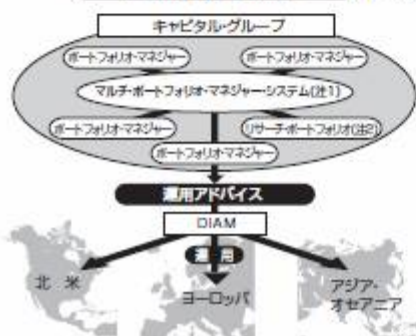 キャピタル・グループ
ポートフォリオ・マネジャー
ポートフォリオ・マネジャー
マルチ・ポートフォリオ・マネジャー・システム(注1)
ポートフォリオ・マネジャー
リサーチ・ポートフォリオ(注2)
ポートフォリオ・マネジャー
運用アドバイス
DIAM
運用
北 米
ヨーロッパ
アジア・
オセアニア